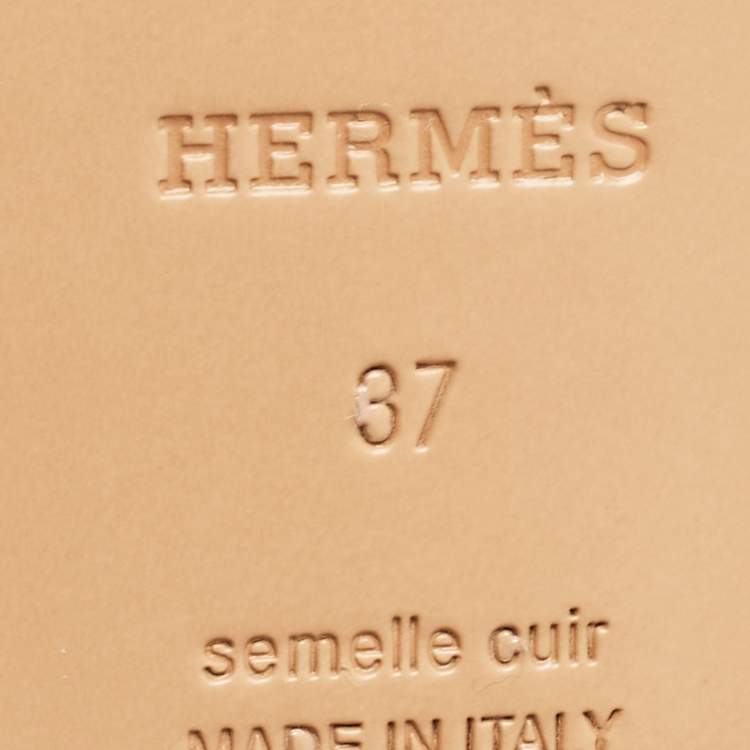 HERMÈS
37
semelle cuir
MADE IN ITALY